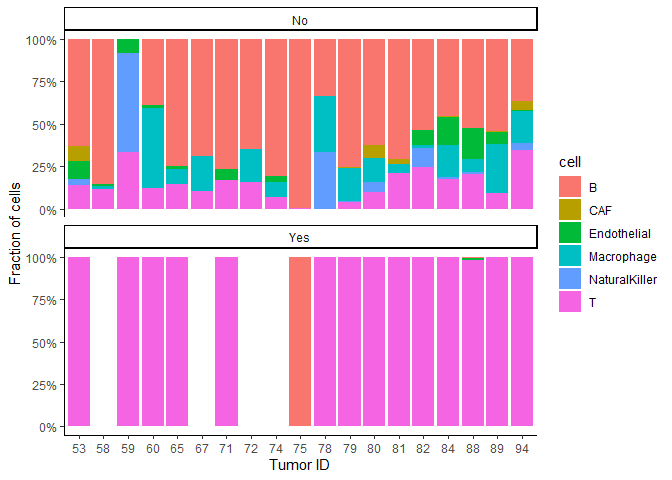 No
100%
75%
50%
25%
0%
Yes
100%
75%
50%
25%
0%
Fraction of cells
53 58 59 60 65 67 71 72 74 75 78 79 80 81 82 84 88 89 94
Tumor ID
cell
B
CAF
Endothelial
Macrophage
NaturalKiller
T